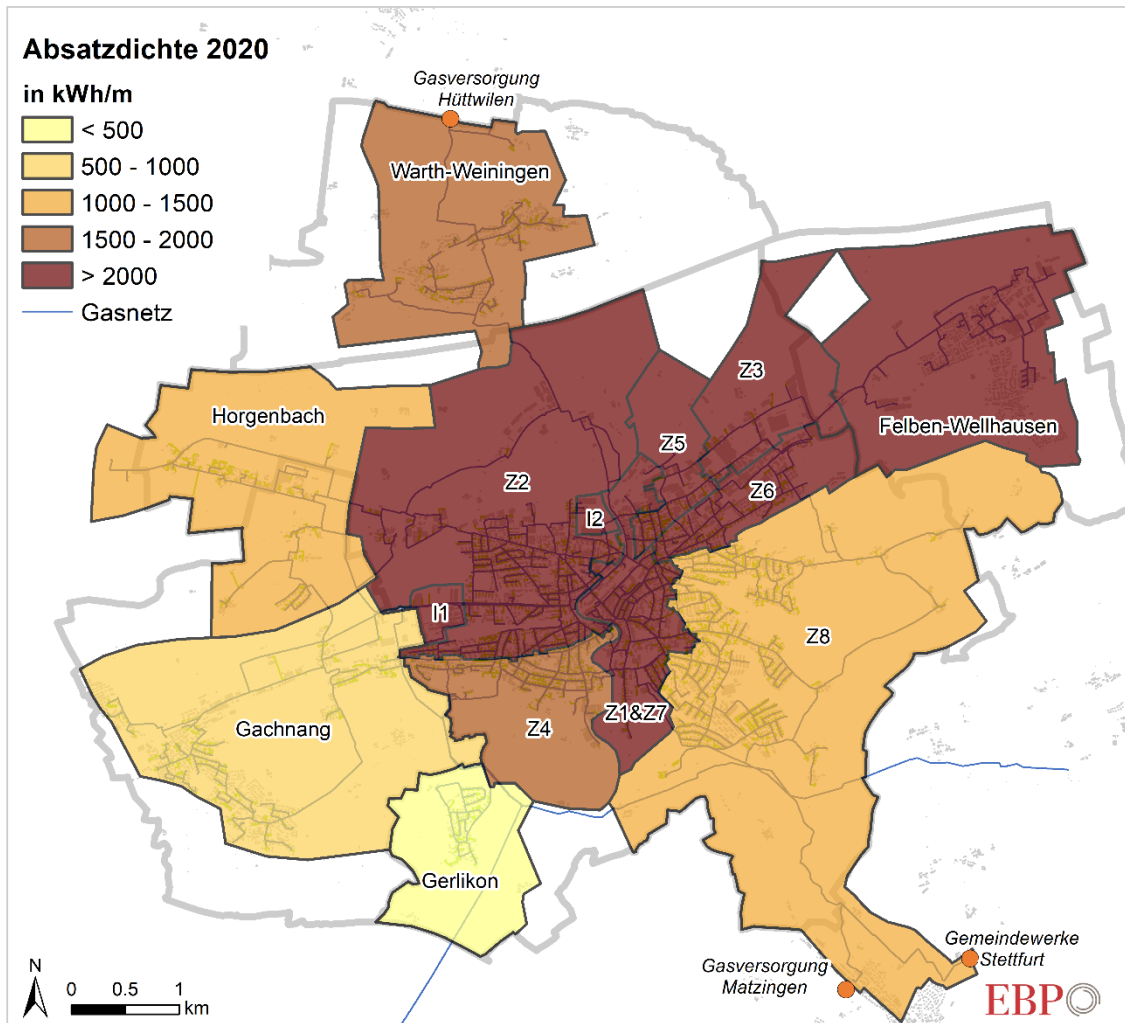 Absatzdichte 2020
in kWh/m
< 500
500 - 1000
1000 - 1500
1500 - 2000
> 2000
Gasnetz
Gasversorgung
Hüttwilen
Warth-Weiningen
Z3
Horgenbach
Felben-Wellhausen
Z5
Z2
Z6
I2
I1
Z8
Z1&Z7
Gachnang
Z4
Gerlikon
Gemeindewerke
Stettfurt
Gasversorgung
Matzingen
N
0 0.5 1
km
EBP